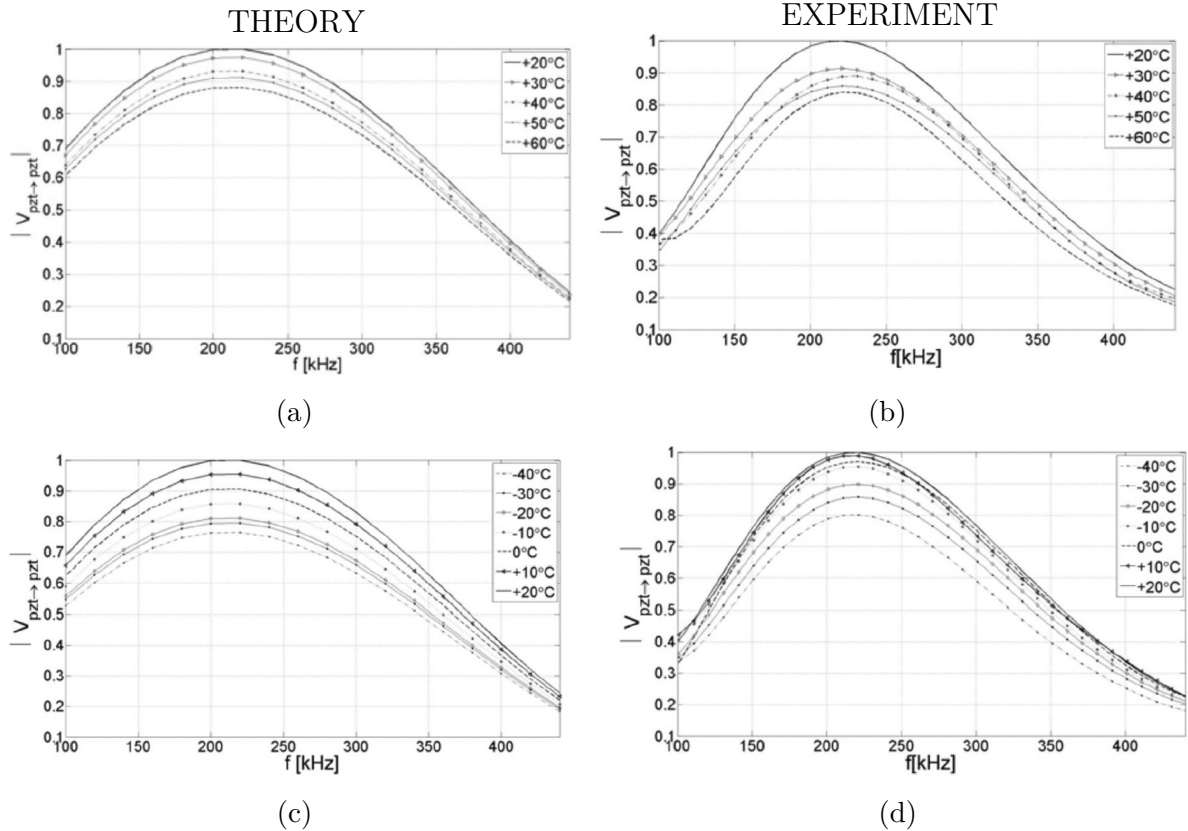 THEORY
EXPERIMENT
1
0.9
0.8
0.7
0.6
0.5
0.4
0.3
0.2
0.1
100 150 200 250 300 350 400
f [kHz]
| V pzt→ pzt |
+20°C
+30°C
+40°C
+50°C
+60°C
(a)
1
0.9
0.8
0.7
0.6
0.5
0.4
0.3
0.2
0.1
100 150 200 250 300 350 400
f[kHz]
| V pzt→ pzt |
+20°C
+30°C
+40°C
+50°C
+60°C
(b)
1
0.9
0.8
0.7
0.6
0.5
0.4
0.3
0.2
0.1
100 150 200 250 300 350 400
f [kHz]
| V pzt→ pzt |
-40°C
-30°C
-20°C
-10°C
0°C
+10°C
+20°C
(c)
1
0.9
0.8
0.7
0.6
0.5
0.4
0.3
0.2
0.1
100 150 200 250 300 350 400
f[kHz]
| V pzt→ pzt |
-40°C
-30°C
-20°C
-10°C
0°C
+10°C
+20°C
(d)